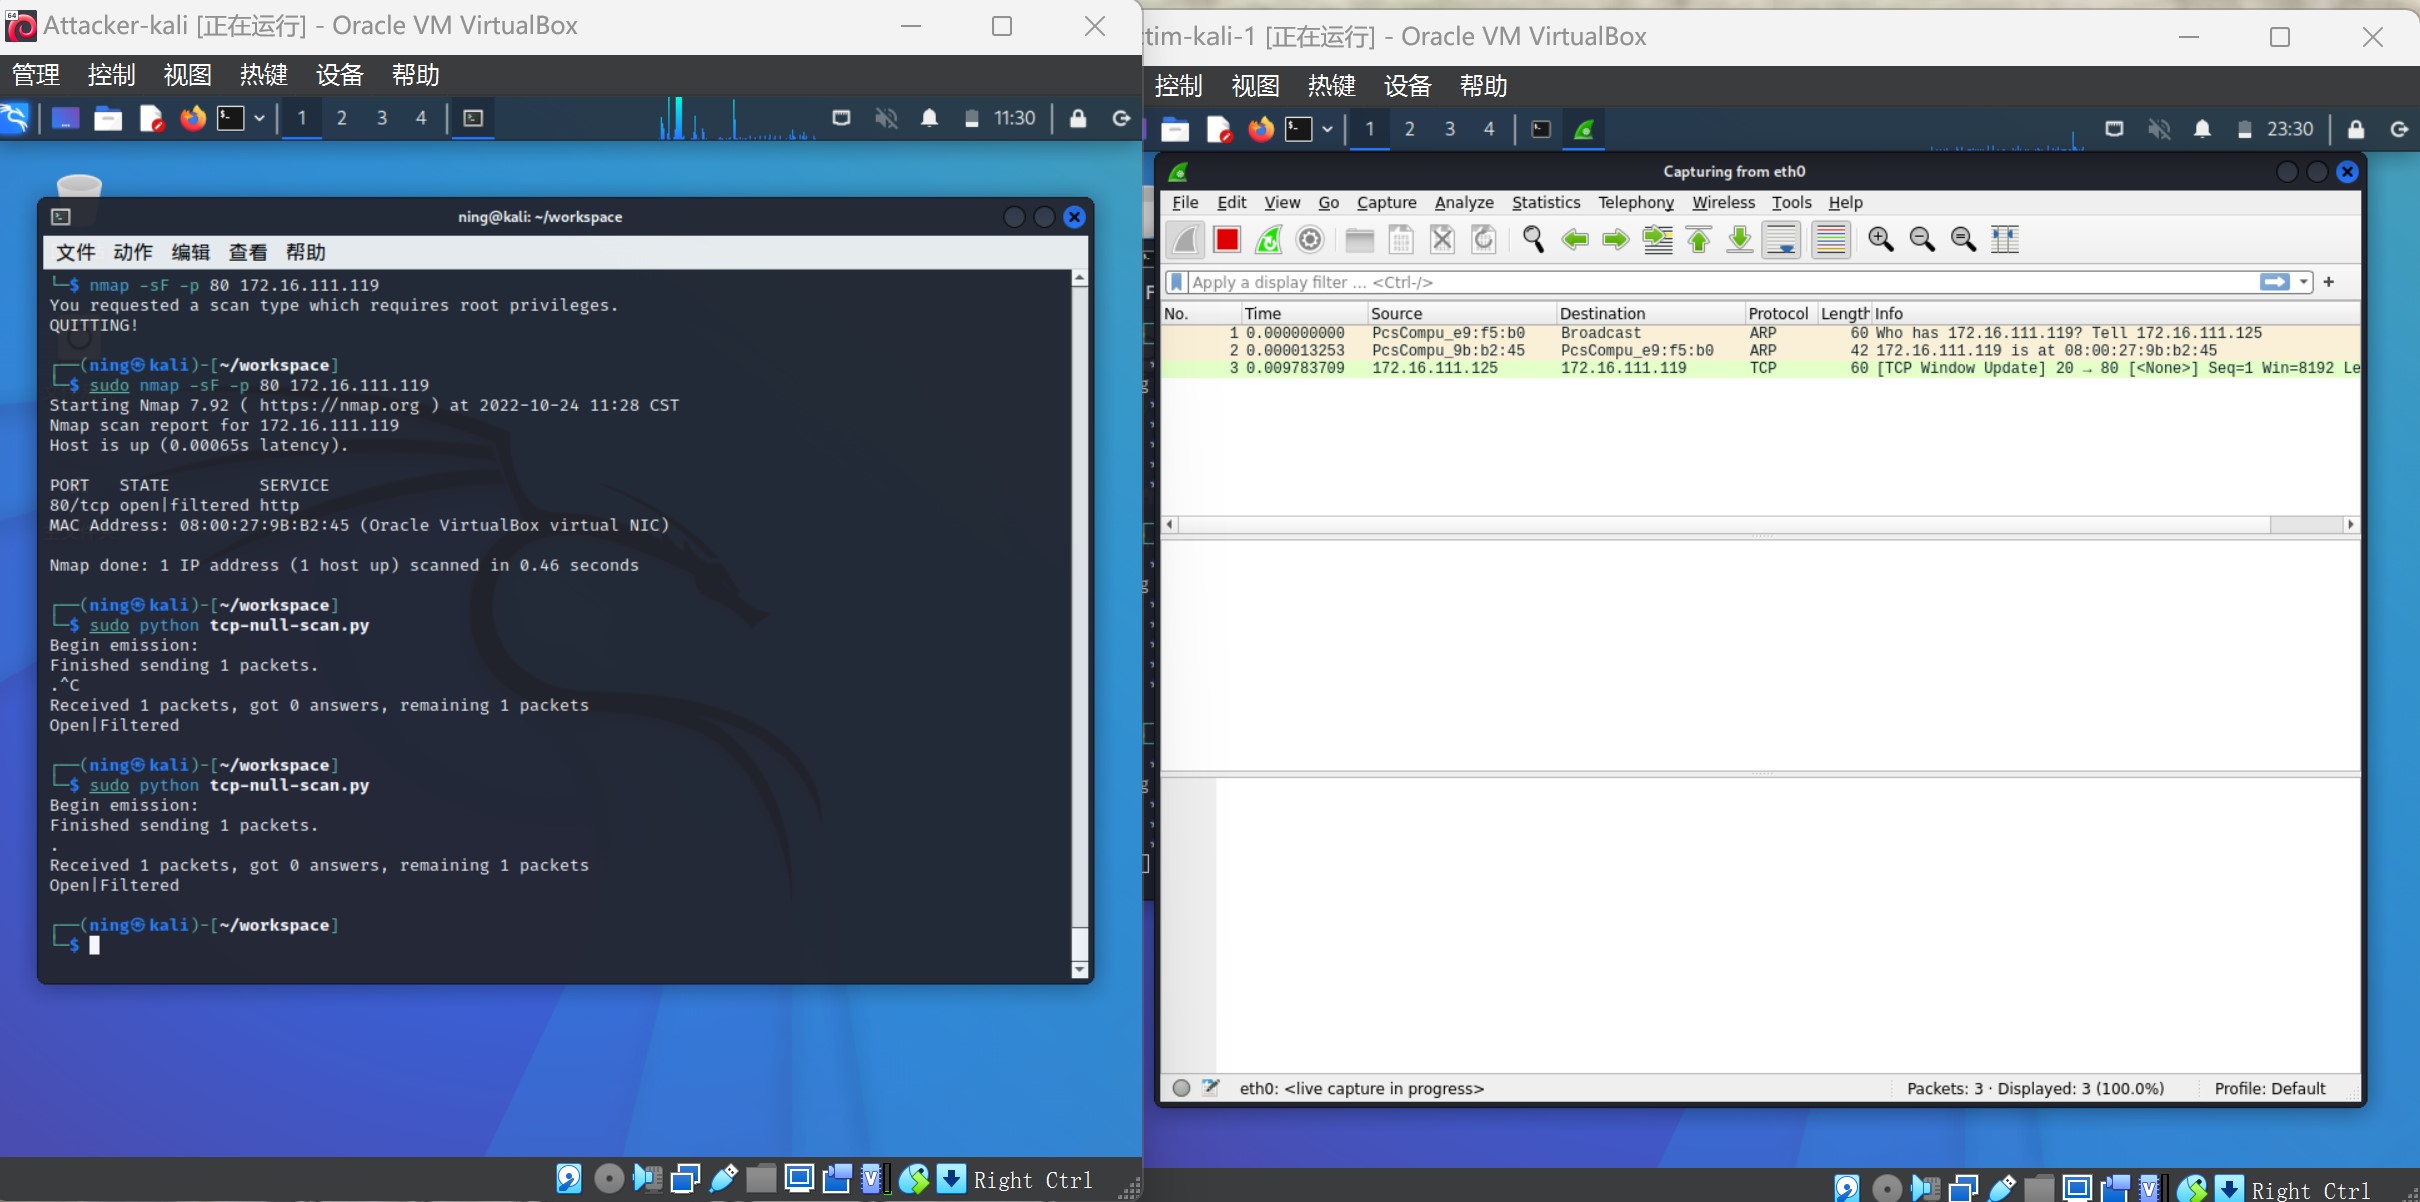 Attacker-kali [正在运行] - Oracle VM VirtualBox
管理 控制 视图 热键 设备 帮助
1 2 3 4 11:30
ning@kali: ~/workspace
文件 动作 编辑 查看 帮助
└─$ nmap -sF -p 80 172.16.111.119
You requested a scan type which requires root privileges.
QUITTING!
┌──(ning㉿kali)-[~/workspace]
└─$ sudo nmap -sF -p 80 172.16.111.119
Starting Nmap 7.92 ( https://nmap.org ) at 2022-10-24 11:28 CST
Nmap scan report for 172.16.111.119
Host is up (0.00065s latency).
PORT   STATE         SERVICE
80/tcp open|filtered http
MAC Address: 08:00:27:9B:B2:45 (Oracle VirtualBox virtual NIC)
Nmap done: 1 IP address (1 host up) scanned in 0.46 seconds
┌──(ning㉿kali)-[~/workspace]
└─$ sudo python tcp-null-scan.py
Begin emission:
Finished sending 1 packets.
.^C
Received 1 packets, got 0 answers, remaining 1 packets
Open|Filtered
┌──(ning㉿kali)-[~/workspace]
└─$ sudo python tcp-null-scan.py
Begin emission:
Finished sending 1 packets.
.
Received 1 packets, got 0 answers, remaining 1 packets
Open|Filtered
┌──(ning㉿kali)-[~/workspace]
└─$
Right Ctrl
tim-kali-1 [正在运行] - Oracle VM VirtualBox
控制 视图 热键 设备 帮助
1 2 3 4 23:30
Capturing from eth0
File Edit View Go Capture Analyze Statistics Telephony Wireless Tools Help
Apply a display filter ... <Ctrl-/>
No. Time Source Destination Protocol Length Info
1 0.000000000 PcsCompu_e9:f5:b0 Broadcast ARP 60 Who has 172.16.111.119? Tell 172.16.111.125
2 0.000013253 PcsCompu_9b:b2:45 PcsCompu_e9:f5:b0 ARP 42 172.16.111.119 is at 08:00:27:9b:b2:45
3 0.009783709 172.16.111.125 172.16.111.119 TCP 60 [TCP Window Update] 20 → 80 [<None>] Seq=1 Win=8192 Le
eth0: <live capture in progress> Packets: 3 · Displayed: 3 (100.0%) Profile: Default
Right Ctrl